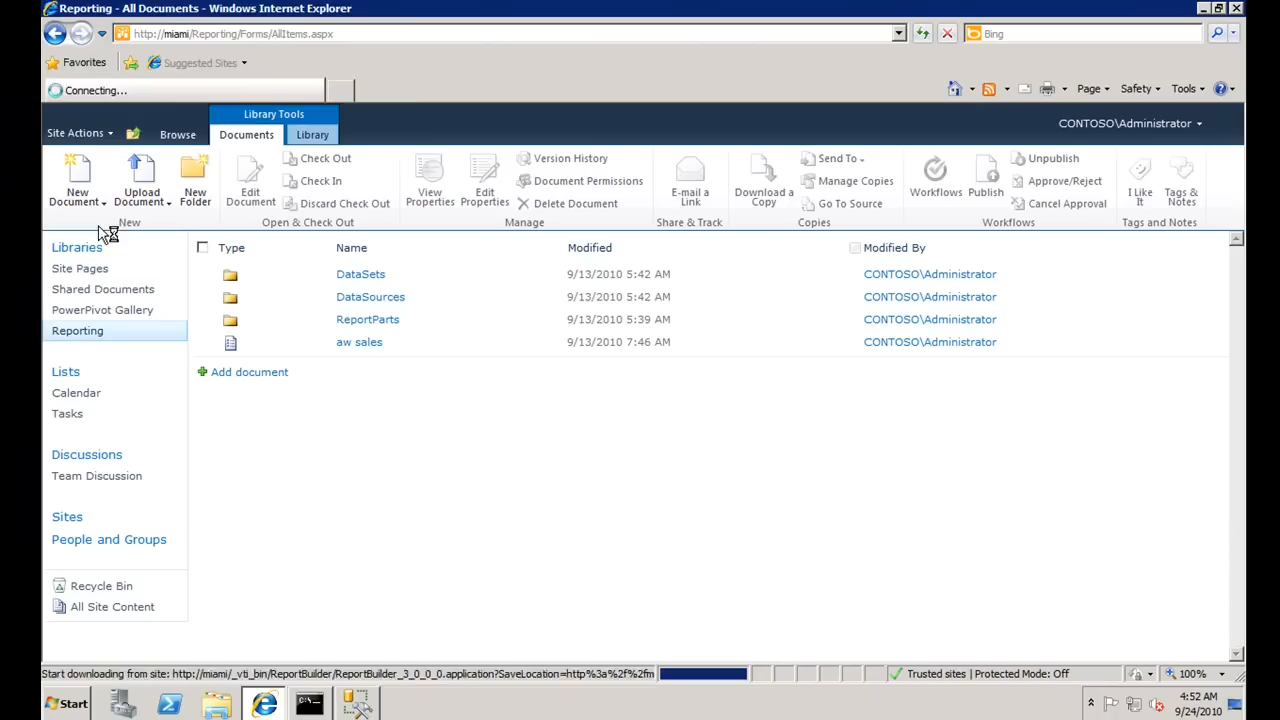 Reporting - All Documents - Windows Internet Explorer
http://miami/Reporting/Forms/AllItems.aspx
Bing
Favorites
Suggested Sites
Connecting...
Page
Safety
Tools
Library Tools
Site Actions
Browse
Documents
Library
CONTOSO\Administrator
New Document
Upload Document
New Folder
Edit Document
Check Out
Check In
Discard Check Out
View Properties
Edit Properties
Version History
Document Permissions
Delete Document
E-mail a Link
Download a Copy
Send To
Manage Copies
Go To Source
Workflows
Publish
Unpublish
Approve/Reject
Cancel Approval
I Like It
Tags & Notes
New
Open & Check Out
Manage
Share & Track
Copies
Workflows
Tags and Notes
Libraries
Site Pages
Shared Documents
PowerPivot Gallery
Reporting
Lists
Calendar
Tasks
Discussions
Team Discussion
Sites
People and Groups
Recycle Bin
All Site Content
Type Name Modified Modified By
DataSets 9/13/2010 5:42 AM CONTOSO\Administrator
DataSources 9/13/2010 5:42 AM CONTOSO\Administrator
ReportParts 9/13/2010 5:39 AM CONTOSO\Administrator
aw sales 9/13/2010 7:46 AM CONTOSO\Administrator
Add document
Start downloading from site: http://miami/_vti_bin/ReportBuilder/ReportBuilder_3_0_0_0.application?SaveLocation=http%3a%2f%2fm
Trusted sites | Protected Mode: Off
100%
Start
4:52 AM
9/24/2010